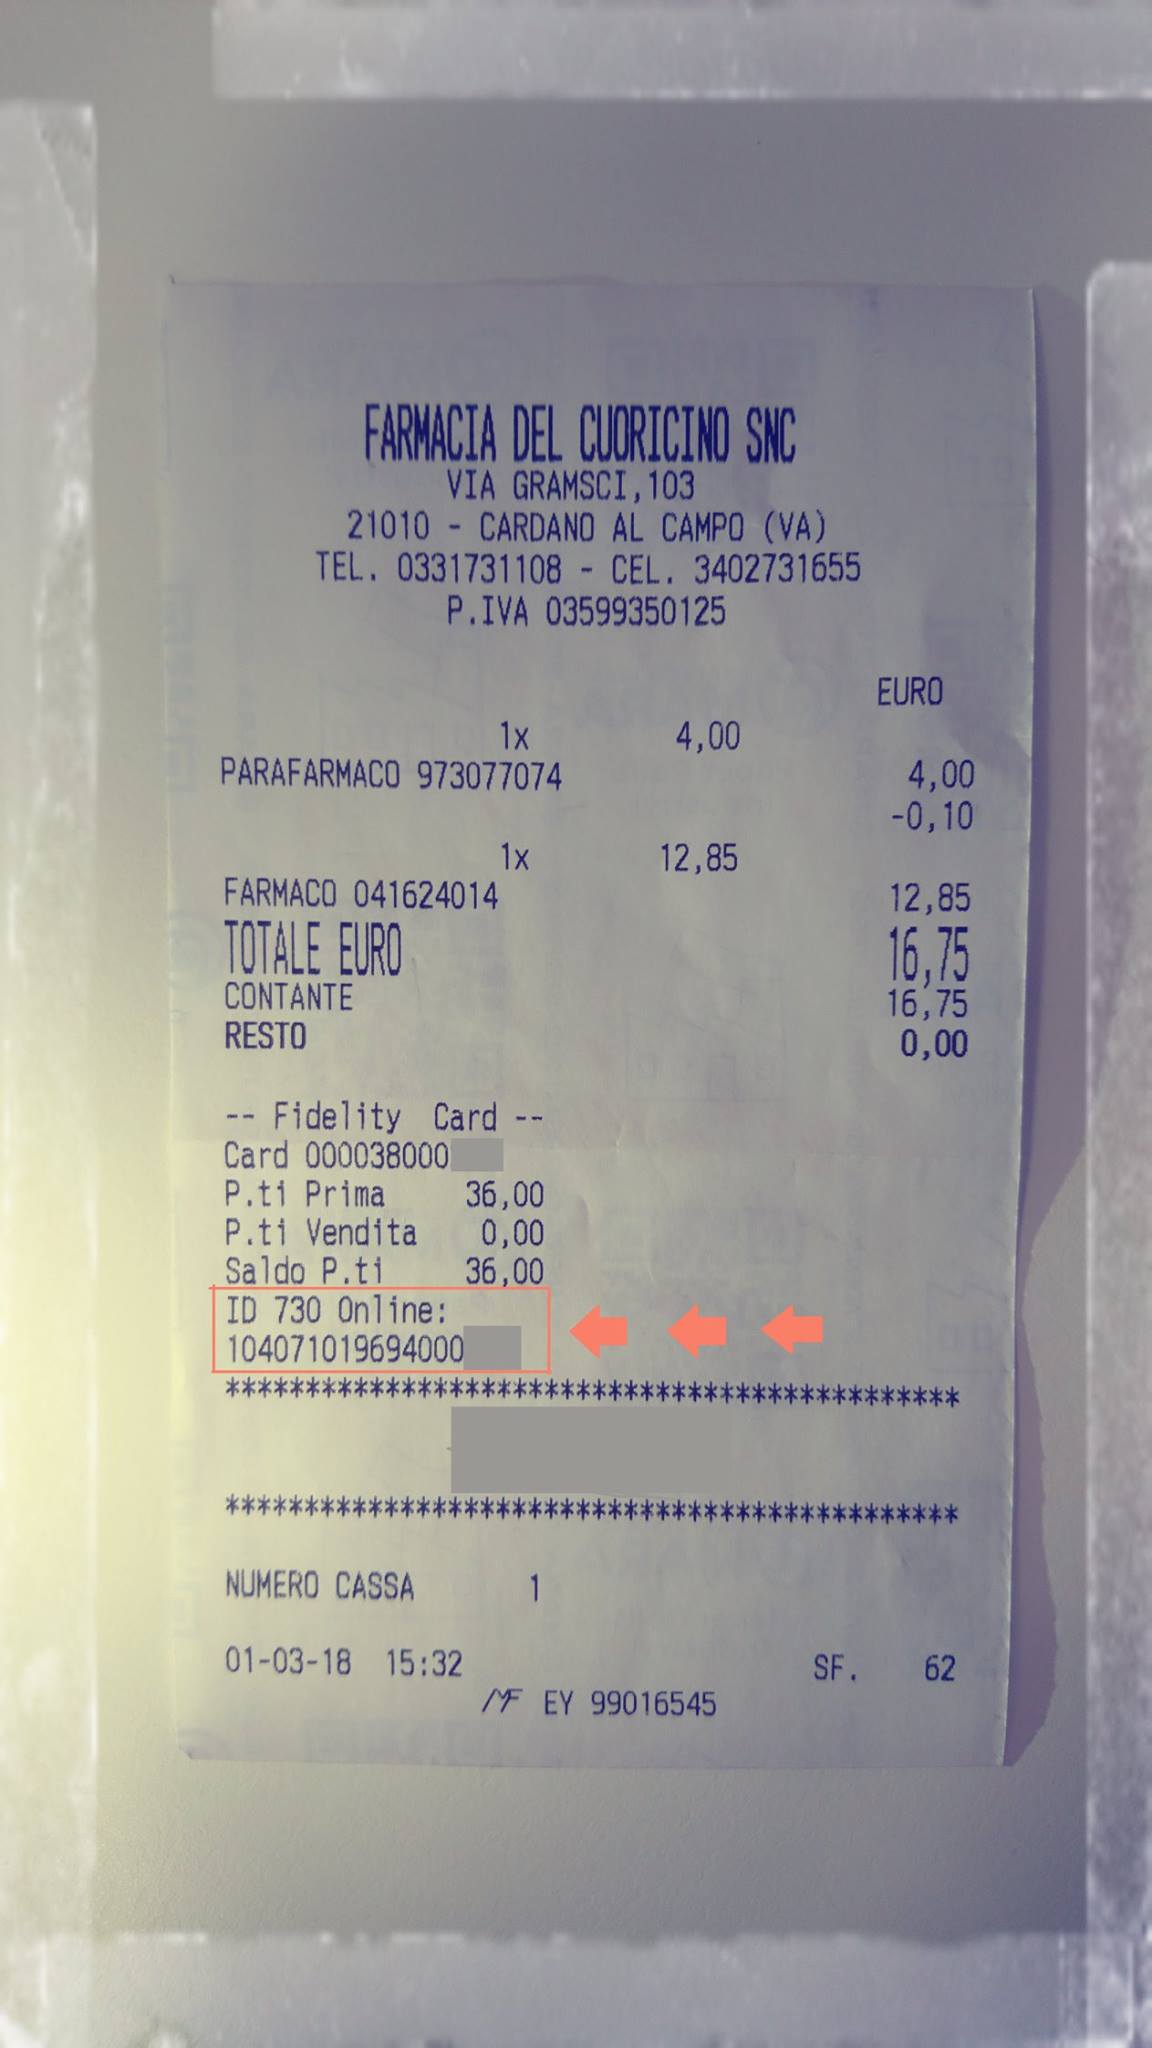 FARMACIA DEL CUORICINO SNC
VIA GRAMSCI,103
21010 - CARDANO AL CAMPO (VA)
TEL. 0331731108 - CEL. 3402731655
P.IVA 03599350125
EURO
1x 4,00
PARAFARMACO 973077074 4,00
-0,10
1x 12,85
FARMACO 041624014 12,85
TOTALE EURO 16,75
CONTANTE 16,75
RESTO 0,00
-- Fidelity Card --
Card 000038000
P.ti Prima 36,00
P.ti Vendita 0,00
Saldo P.ti 36,00
ID 730 Online:
104071019694000
**********************************************
**********************************************
NUMERO CASSA 1
01-03-18 15:32 SF. 62
MF EY 99016545